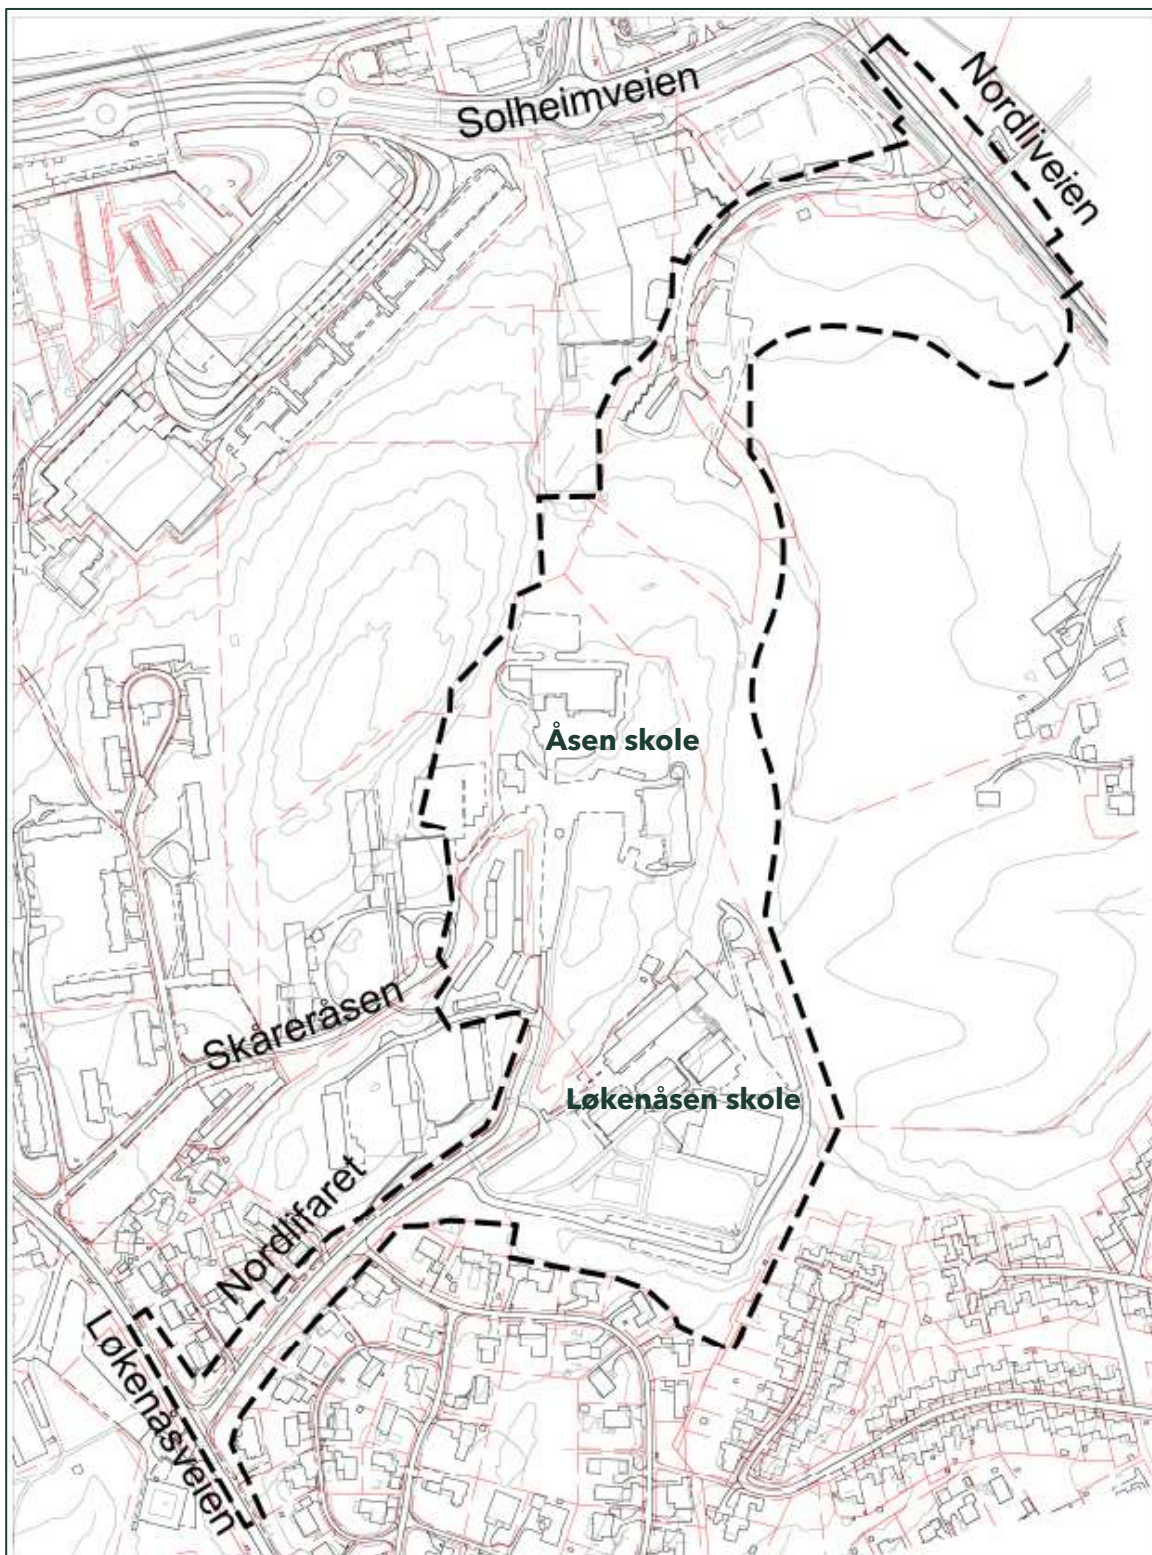 Solheimveien
Nordliveien
Åsen skole
Skåreråsen
Løkenåsen skole
Nordlifaret
Løkenåsveien